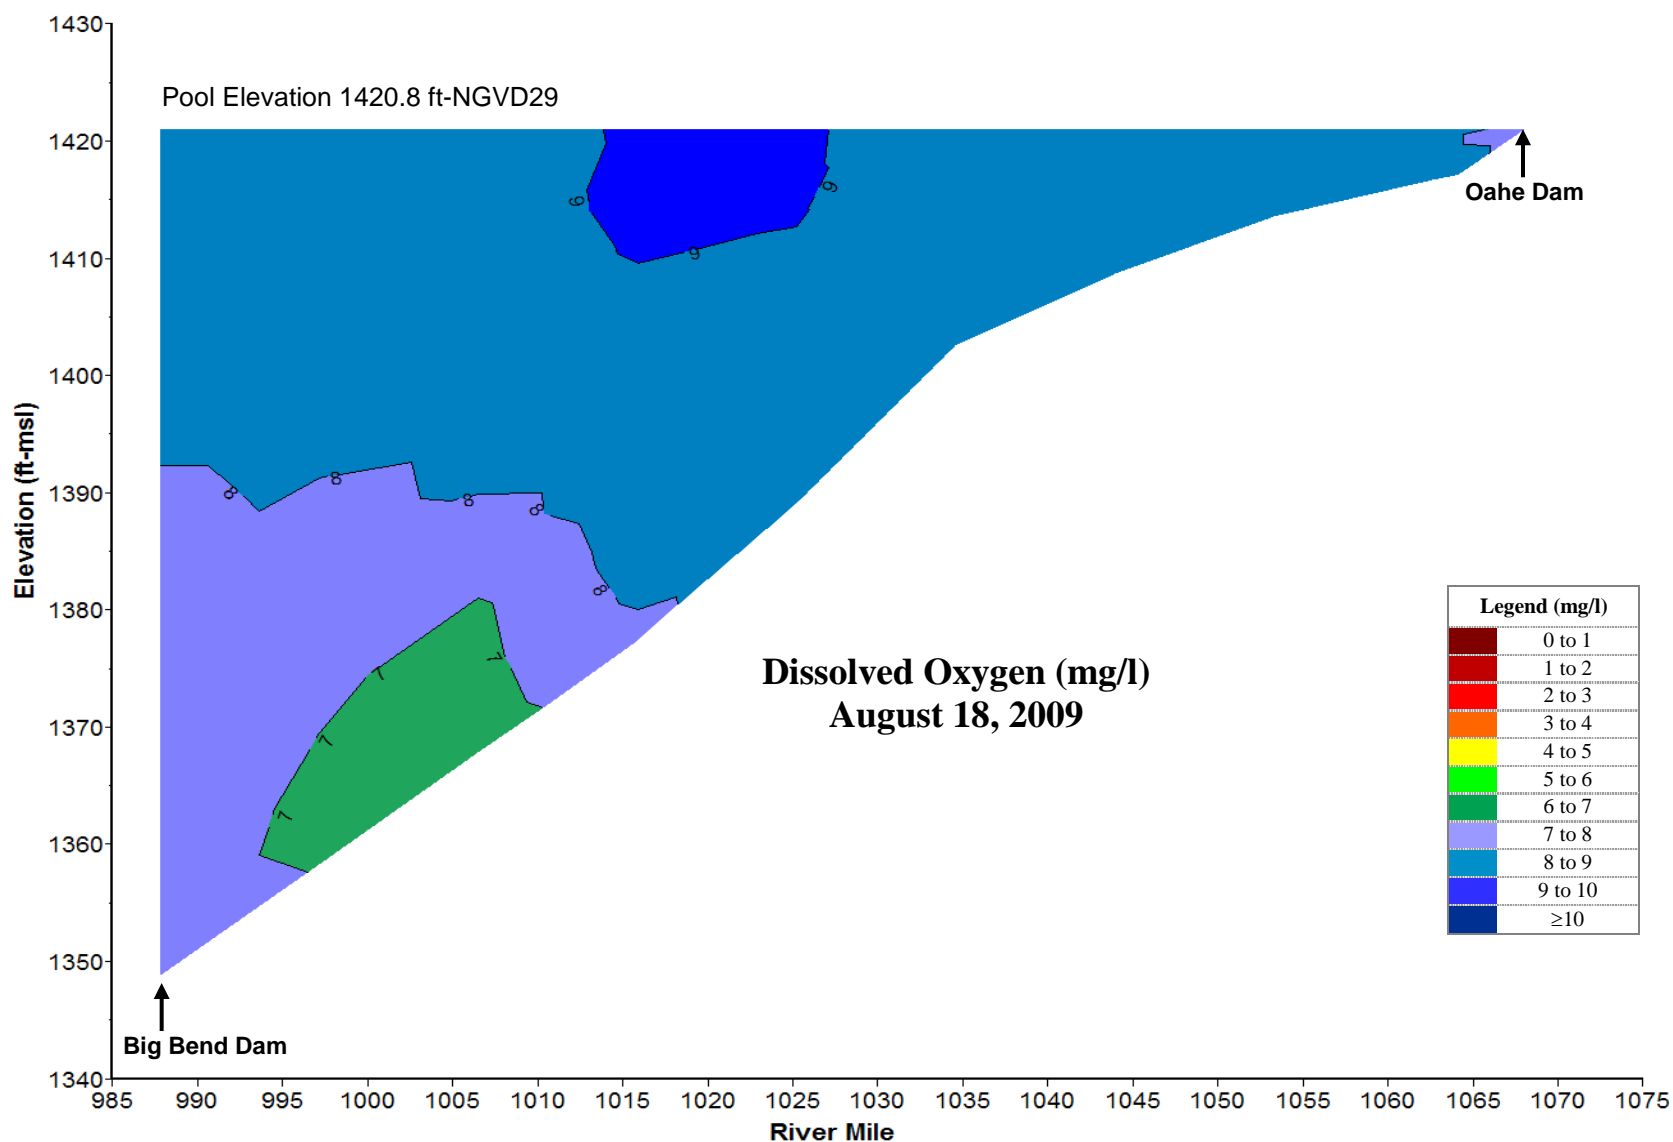 1430
Pool Elevation 1420.8 ft-NGVD29
1420
Oahe Dam
9
9
9
1410
1400
1390
8
8
8
8
8
1380
7
7
7
7
1370
1360
1350
1340
Elevation (ft-msl)
Dissolved Oxygen (mg/l)
August 18, 2009
Legend (mg/l)
0 to 1
1 to 2
2 to 3
3 to 4
4 to 5
5 to 6
6 to 7
7 to 8
8 to 9
9 to 10
≥10
Big Bend Dam
985 990 995 1000 1005 1010 1015 1020 1025 1030 1035 1040 1045 1050 1055 1060 1065 1070 1075
River Mile